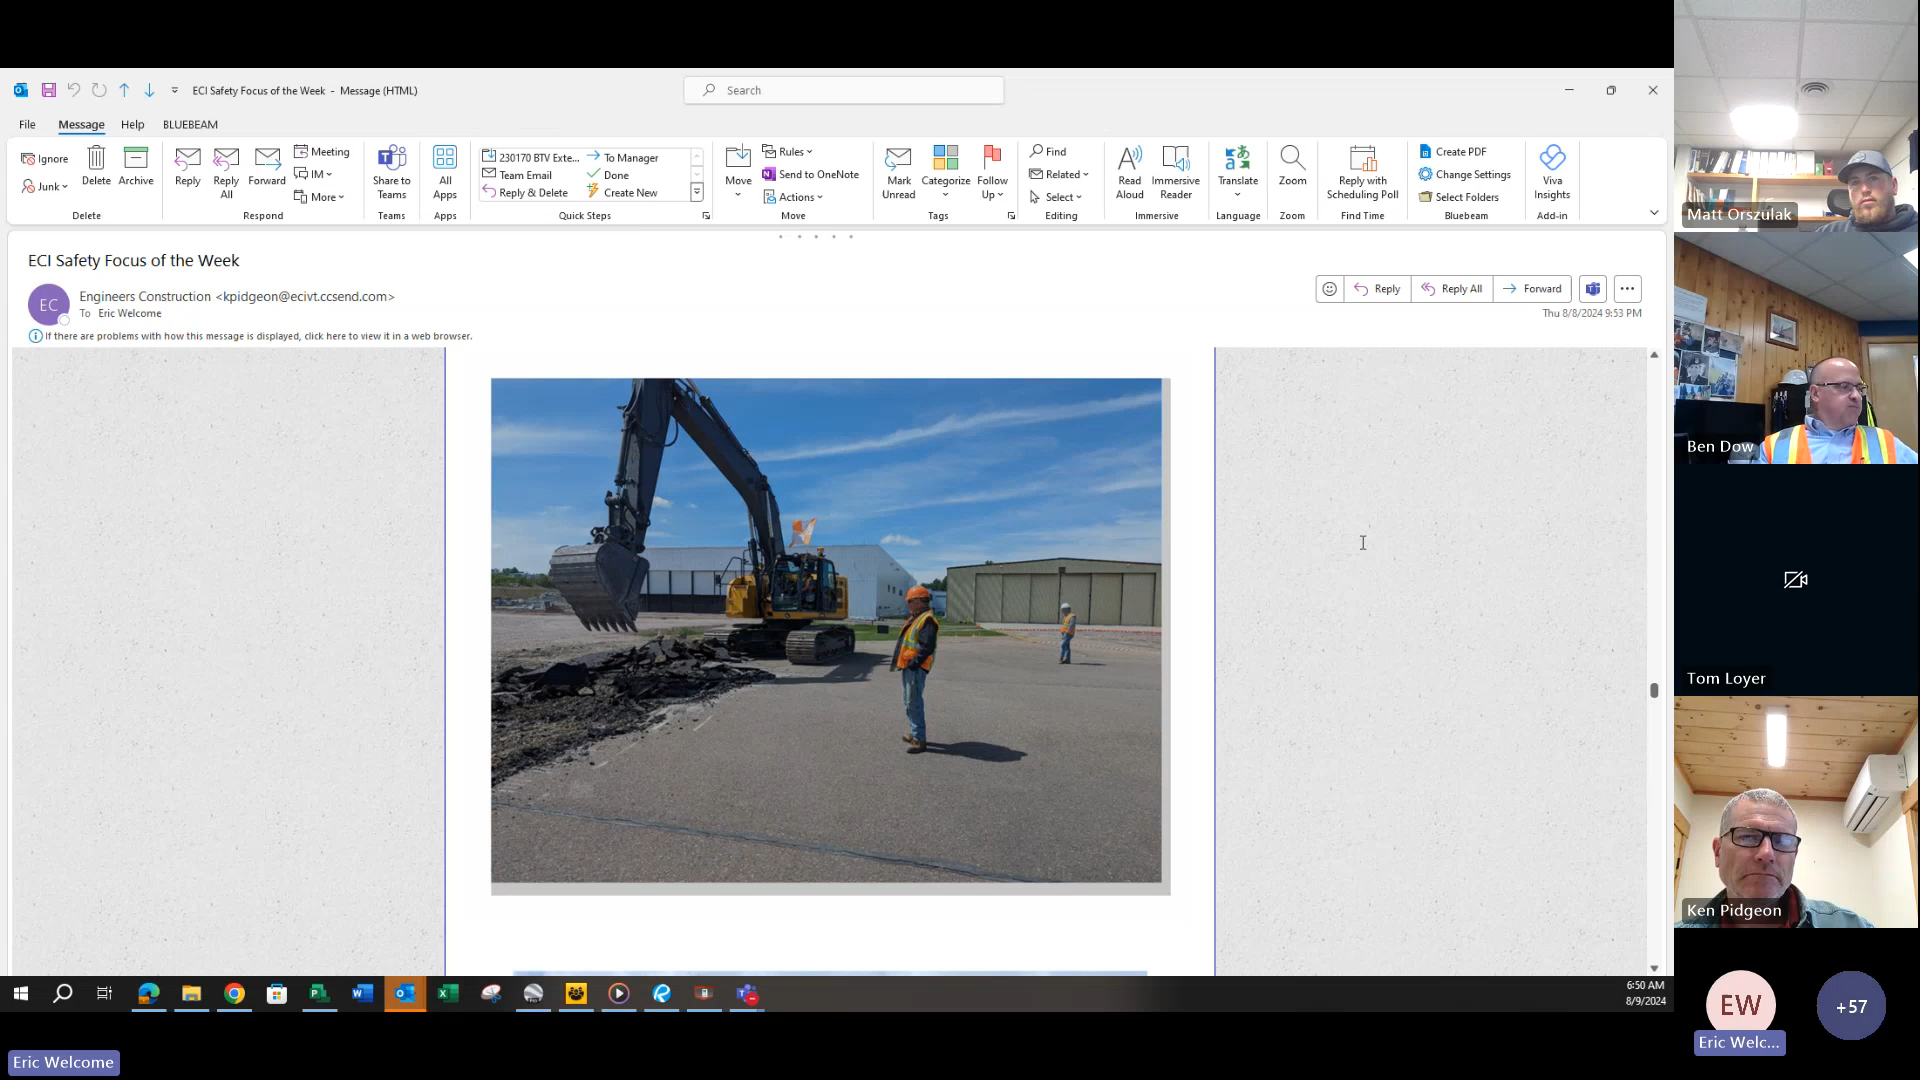 ECI Safety Focus of the Week - Message (HTML)
Search
File Message Help BLUEBEAM
Ignore
Junk
Delete
Archive
Delete
Reply
Reply All
Forward
Meeting
IM
More
Respond
Share to Teams
Teams
All Apps
Apps
230170 BTV Exte...
Team Email
Reply & Delete
To Manager
Done
Create New
Quick Steps
Move
Rules
Send to OneNote
Actions
Move
Mark Unread
Categorize
Follow Up
Tags
Find
Related
Select
Editing
Read Aloud
Immersive Reader
Immersive
Translate
Language
Zoom
Zoom
Reply with Scheduling Poll
Find Time
Create PDF
Change Settings
Select Folders
Bluebeam
Viva Insights
Add-in
ECI Safety Focus of the Week
EC
Engineers Construction <kpidgeon@ecivt.ccsend.com>
To Eric Welcome
Reply Reply All Forward
Thu 8/8/2024 9:53 PM
If there are problems with how this message is displayed, click here to view it in a web browser.
6:50 AM
8/9/2024
Eric Welcome
Matt Orszulak
Ben Dow
Tom Loyer
Ken Pidgeon
EW
+57
Eric Welc...